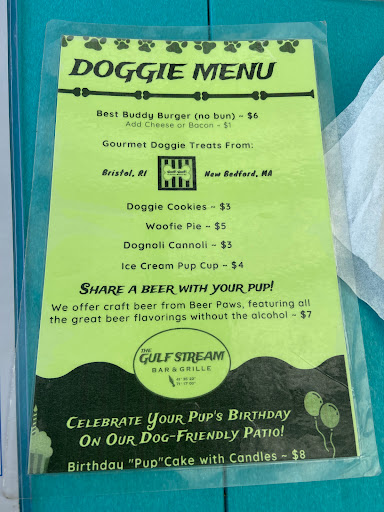 DOGGIE MENU
Best Buddy Burger (no bun) ~ $6
Add Cheese or Bacon ~ $1
Gourmet Doggie Treats From:
Bristol, RI New Bedford, MA
Doggie Cookies ~ $3
Woofie Pie ~ $5
Dognoli Cannoli ~ $3
Ice Cream Pup Cup ~ $4
SHARE A BEER WITH YOUR PUP!
We offer craft beer from Beer Paws, featuring all
the great beer flavorings without the alcohol ~ $7
THE
GULF STREAM
BAR & GRILLE
CELEBRATE YOUR PUP'S BIRTHDAY
ON OUR DOG-FRIENDLY PATIO!
Birthday "Pup"Cake with Candles ~ $8